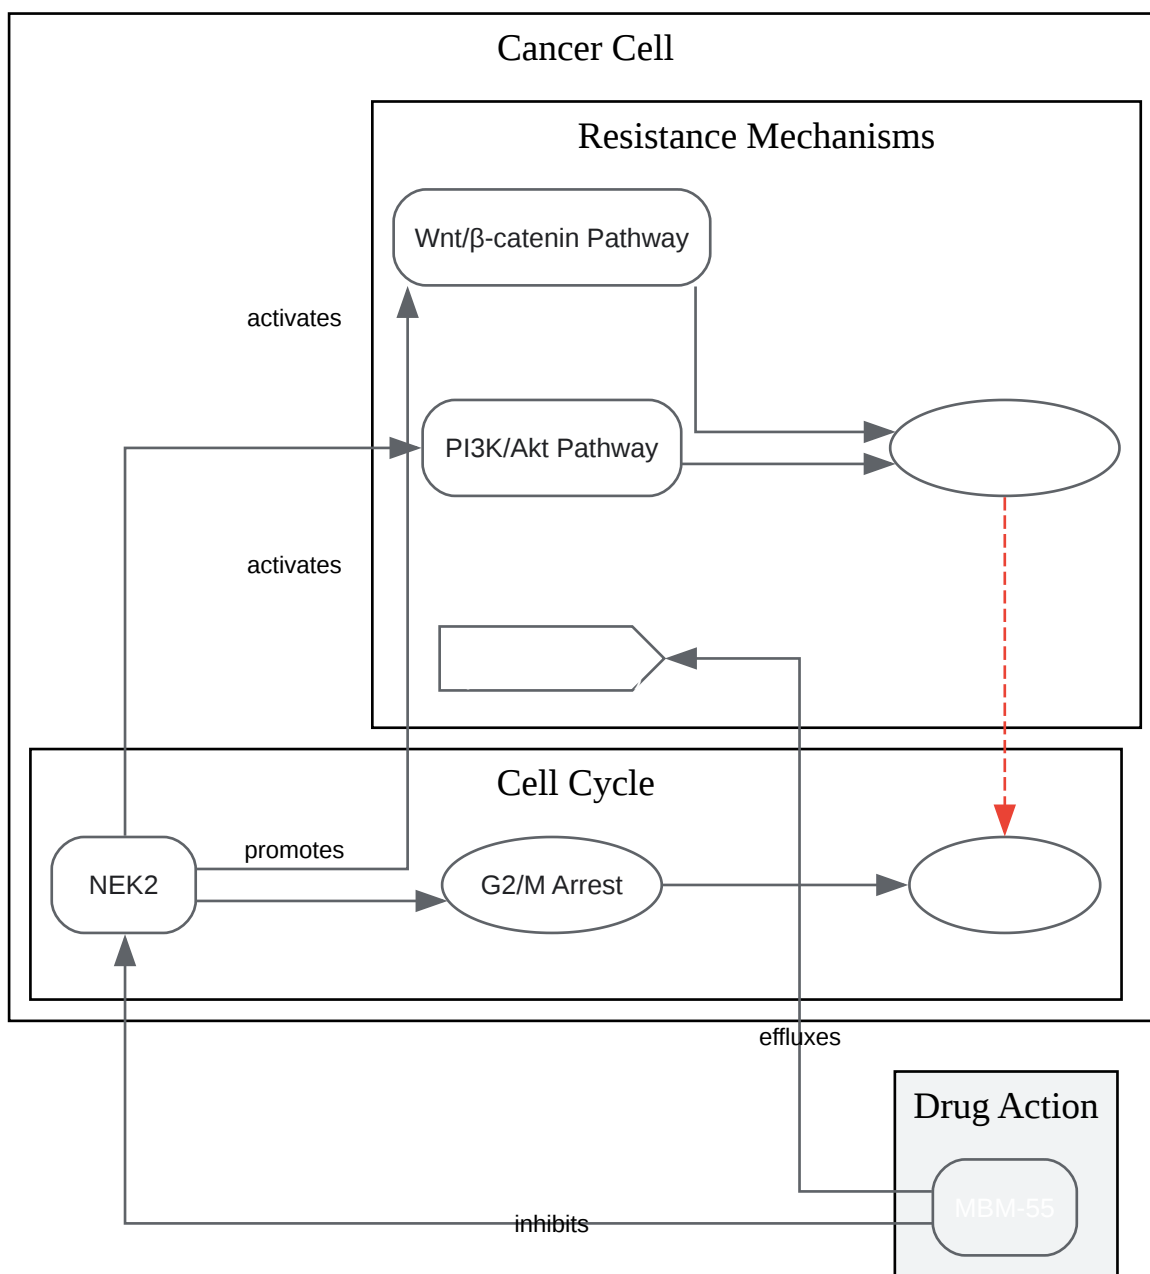 Cancer Cell
Resistance Mechanisms
Wnt/β-catenin Pathway
activates
PI3K/Akt Pathway
activates
Cell Cycle
promotes
NEK2
G2/M Arrest
effluxes
Drug Action
MBM-55
inhibits